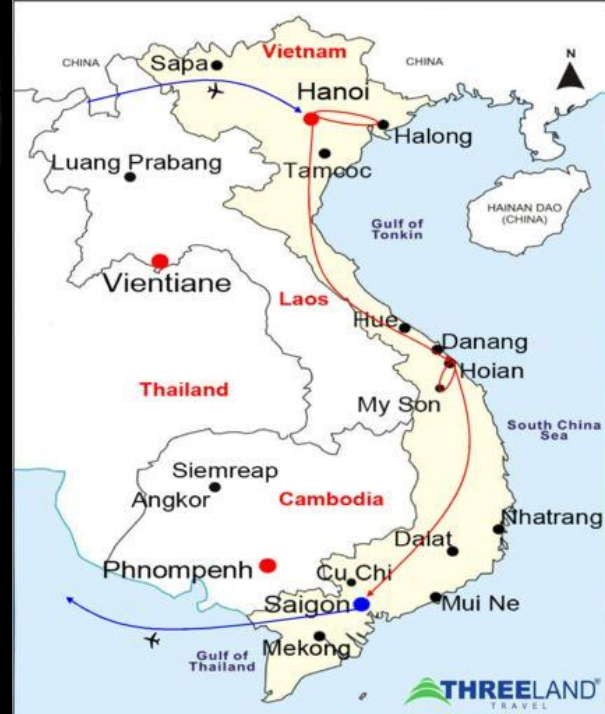 Vietnam
CHINA
Sapa
CHINA
N
Hanoi
Halong
Luang Prabang
Tamcoc
HAINAN DAO
(CHINA)
Gulf of
Tonkin
Vientiane
Laos
Hue
Danang
Hoian
Thailand
My Son
South China
Sea
Siemreap
Angkor
Cambodia
Nhatrang
Dalat
Phnompenh
Cu Chi
Saigon
Mui Ne
Mekong
Gulf of
Thailand
THREELAND®
TRAVEL